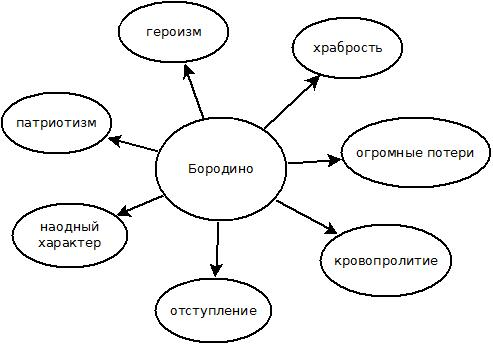 героизм
храбрость
патриотизм
огромные потери
Бородино
наодный
характер
кровопролитие
отступление